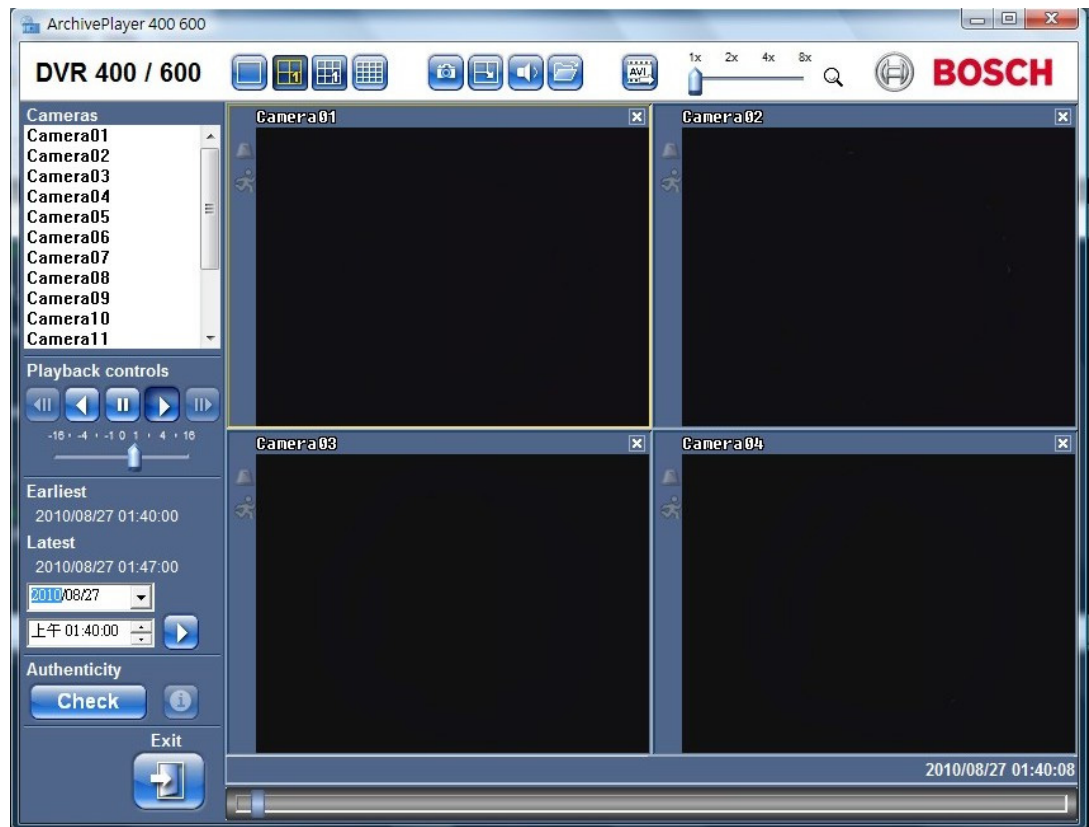 ArchivePlayer 400 600
DVR 400 / 600
1
1
AVI
1x 2x 4x 8x
BOSCH
Cameras
Camera01
Camera02
Camera03
Camera04
Camera05
Camera06
Camera07
Camera08
Camera09
Camera10
Camera11
Playback controls
-16 -4 -1 0 1 4 16
Earliest
2010/08/27 01:40:00
Latest
2010/08/27 01:47:00
2010/08/27
上午 01:40:00
Authenticity
Check
Exit
Camera01
Camera02
Camera03
Camera04
2010/08/27 01:40:08